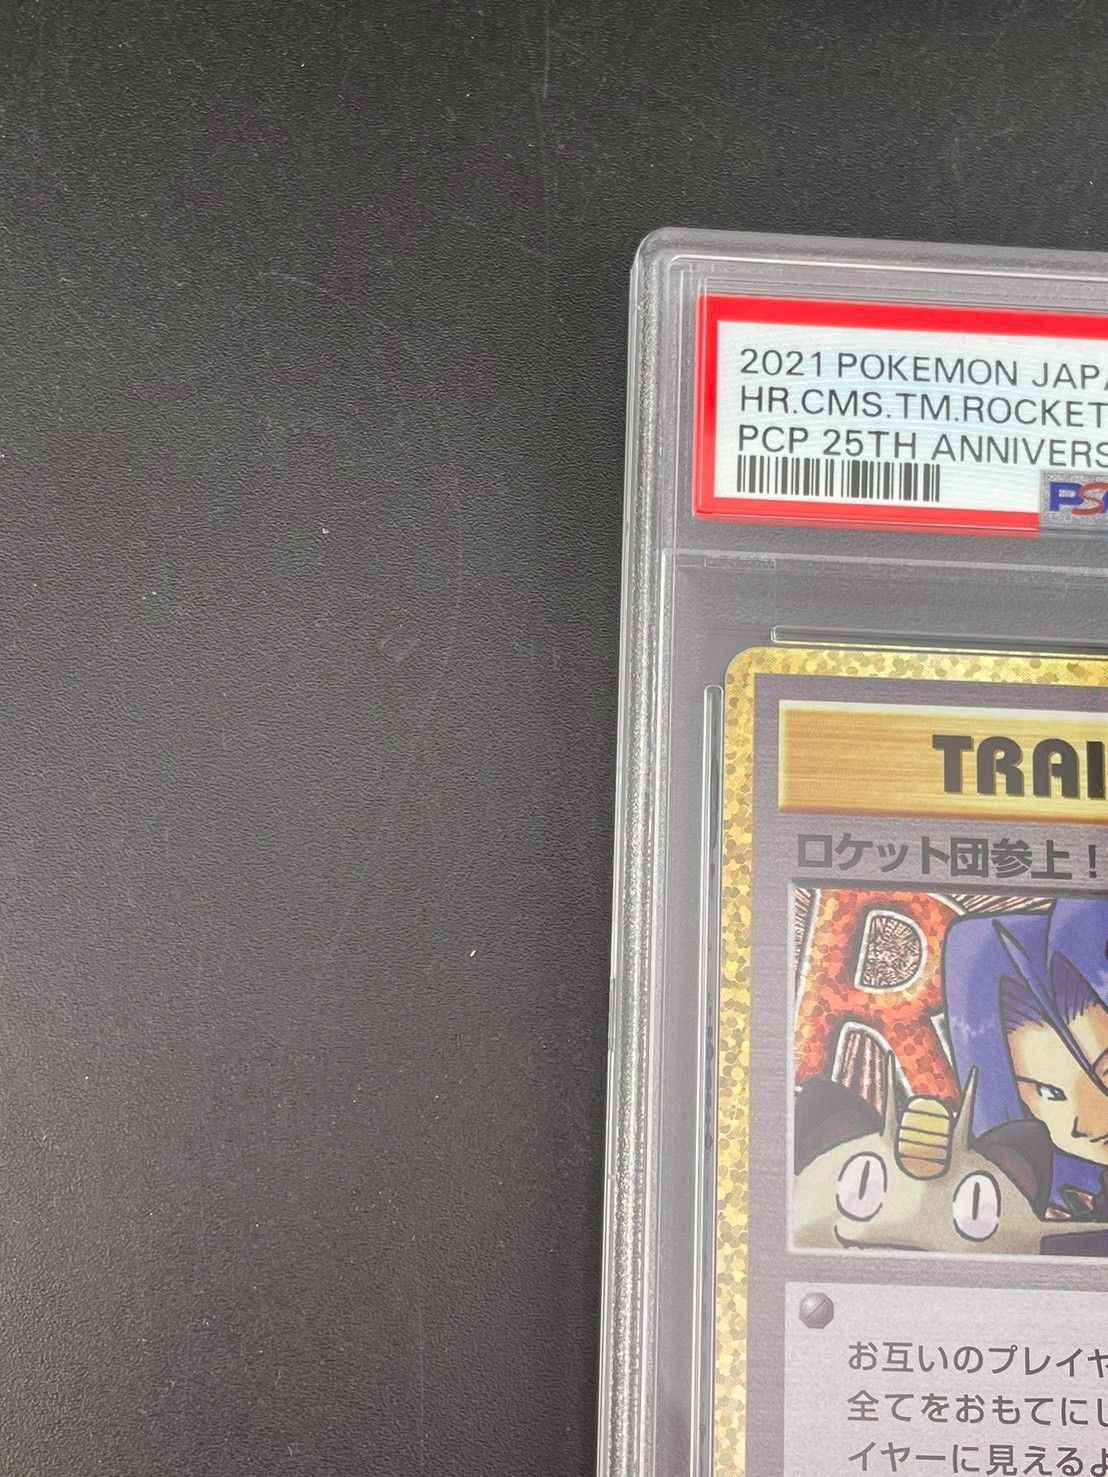 2021 POKEMON JAPA
HR.CMS.TM.ROCKET
PCP 25TH ANNIVERS
PSA
TRAI
ロケット団参上！
R
お互いのプレイヤ
全てをおもてにし
イヤーに見えるよ